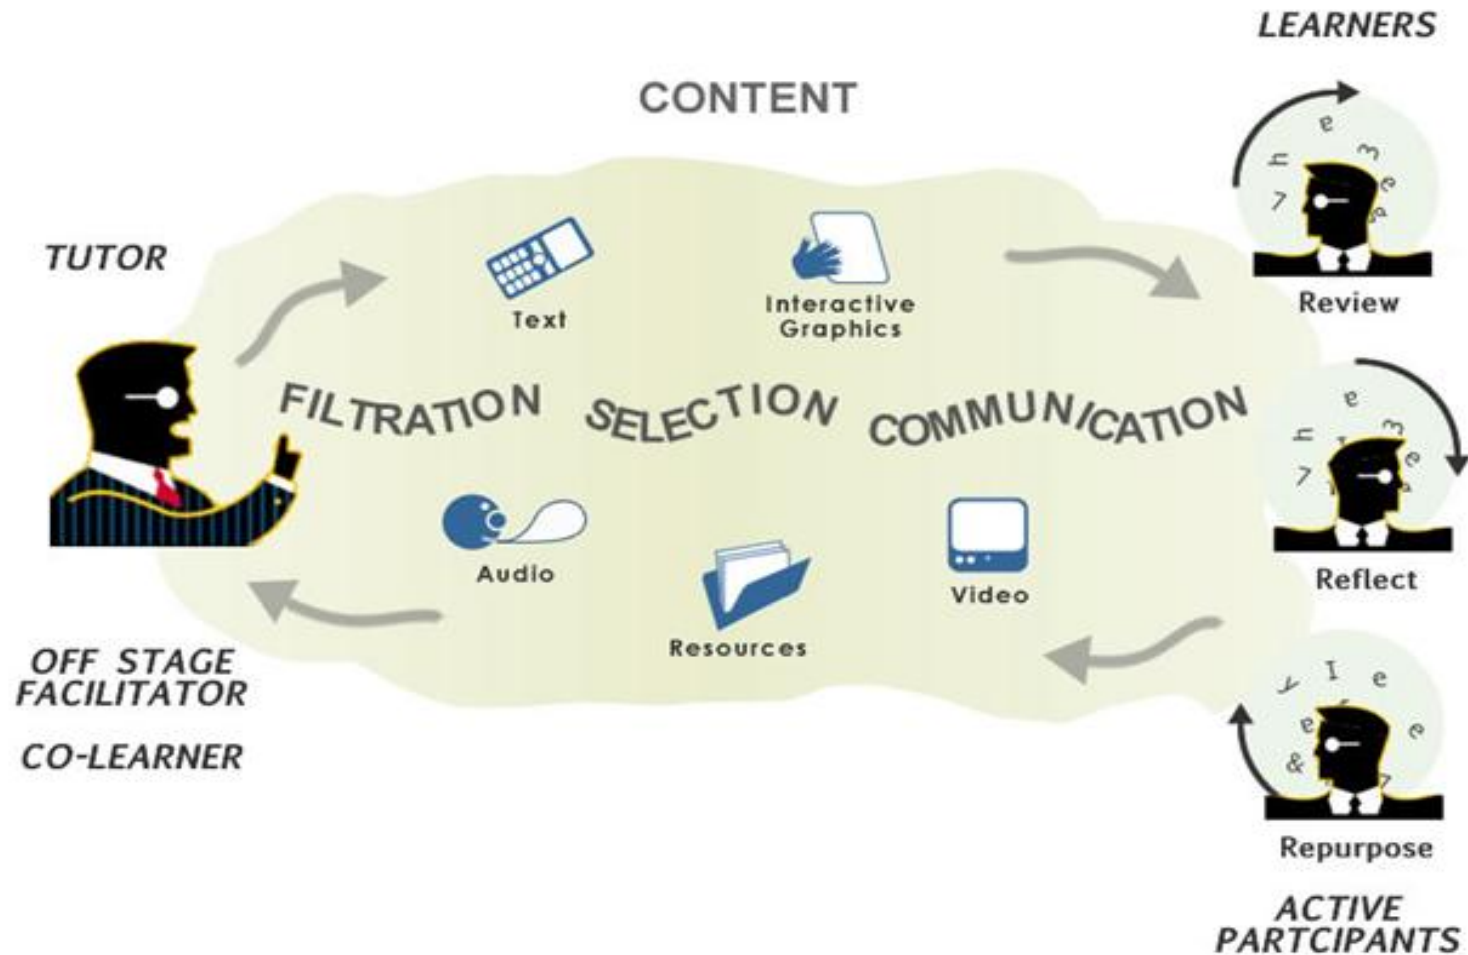 LEARNERS
CONTENT
TUTOR
Text
Interactive
Graphics
Review
FILTRATION SELECTION COMMUNICATION
Audio
Video
Resources
Reflect
OFF STAGE
FACILITATOR
CO-LEARNER
Repurpose
ACTIVE
PARTCIPANTS